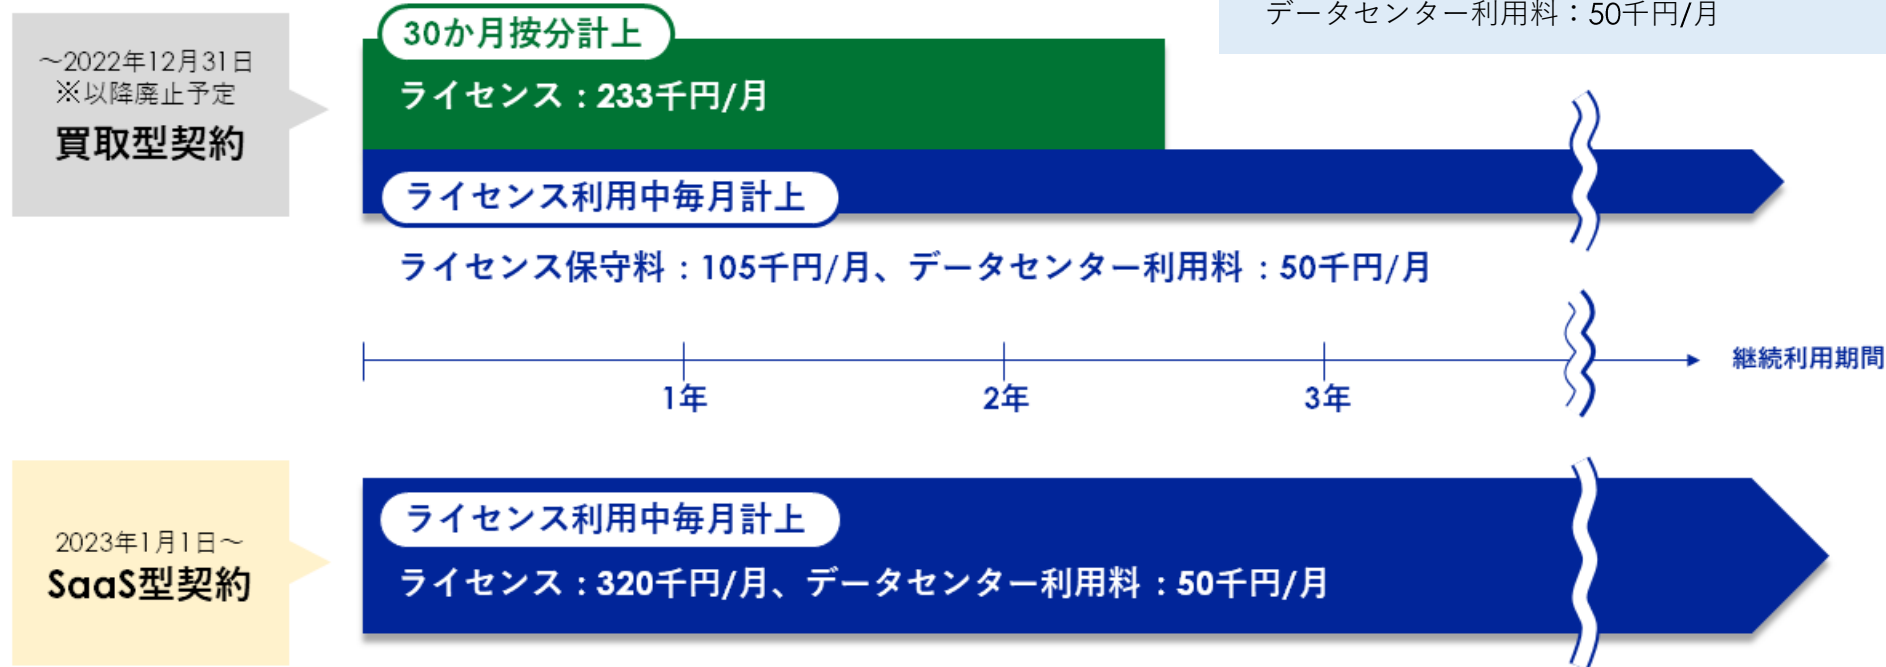 データセンター利用料：50千円/月
～2022年12月31日
※以降廃止予定
買取型契約
30か月按分計上
ライセンス：233千円/月
ライセンス利用中毎月計上
ライセンス保守料：105千円/月、データセンター利用料：50千円/月
1年
2年
3年
継続利用期間
2023年1月1日～
SaaS型契約
ライセンス利用中毎月計上
ライセンス：320千円/月、データセンター利用料：50千円/月